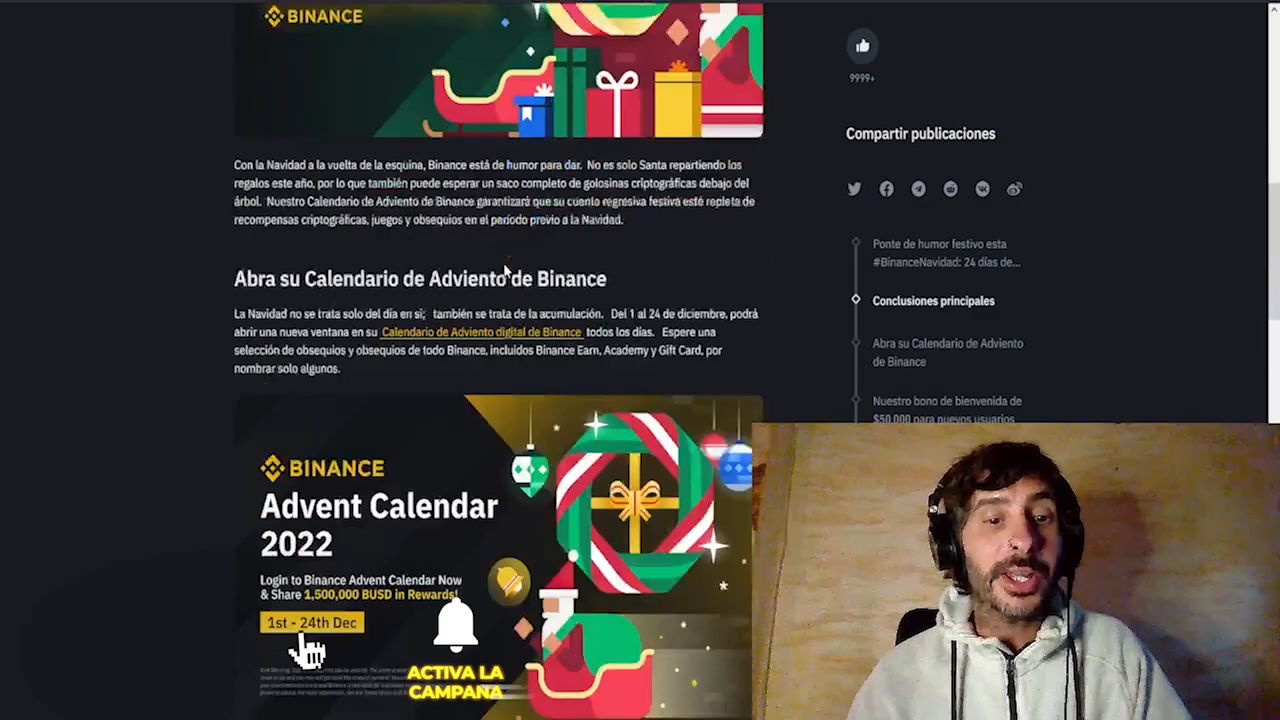 BINANCE
Con la Navidad a la vuelta de la esquina, Binance está de humor para dar. No es solo Santa repartiendo los
regalos este año, por lo que también puede esperar un saco completo de golosinas criptográficas debajo del
árbol. Nuestro Calendario de Adviento de Binance garantizará que su cuenta regresiva festiva esté repleta de
recompensas criptográficas, juegos y obsequios en el período previo a la Navidad.
Abra su Calendario de Adviento de Binance
La Navidad no se trata solo del día en sí; también se trata de la acumulación. Del 1 al 24 de diciembre, podrá
abrir una nueva ventana en su Calendario de Adviento digital de Binance todos los días. Espere una
selección de obsequios y obsequios de todo Binance, incluidos Binance Earn, Academy y Gift Card, por
nombrar solo algunos.
BINANCE
Advent Calendar
2022
Login to Binance Advent Calendar Now
& Share 1,500,000 BUSD in Rewards!
1st - 24th Dec
ACTIVA LA
CAMPANA
9999+
Compartir publicaciones
Ponte de humor festivo esta
#BinanceNavidad: 24 días de...
Conclusiones principales
Abra su Calendario de Adviento
de Binance
Nuestro bono de bienvenida de
$50,000 para nuevos usuarios